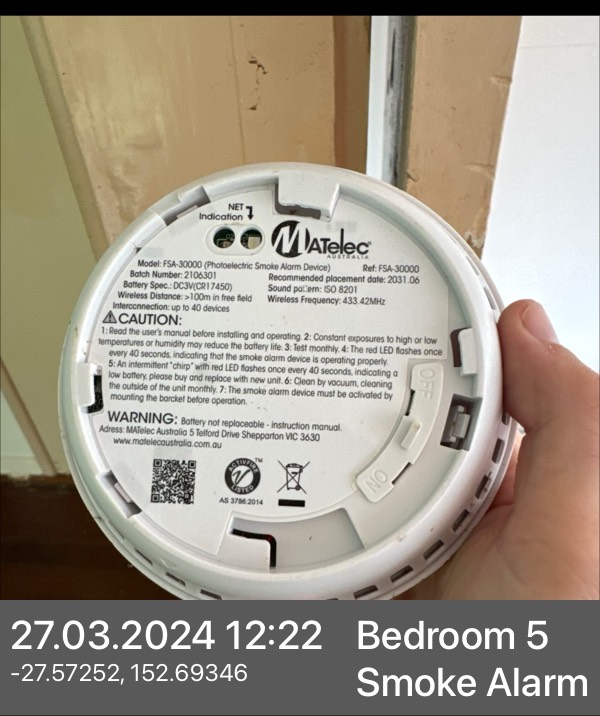 NET
Indication
MATelec
AUSTRALIA
Model: FSA-30000 (Photoelectric Smoke Alarm Device) Ref: FSA-30000
Batch Number: 2106301 Recommended placement date: 2031.06
Battery Spec.: DC3V(CR17450) Sound pattern: ISO 8201
Wireless Distance: >100m in free field Wireless Frequency: 433.42MHz
Interconnection: up to 40 devices
CAUTION:
1: Read the user's manual before installing and operating. 2: Constant exposures to high or low
temperatures or humidity may reduce the battery life. 3: Test monthly. 4: The red LED flashes once
every 40 seconds, indicating that the smoke alarm device is operating properly.
5: An intermittent "chirp" with red LED flashes once every 40 seconds, indicating a
low battery, please buy and replace with new unit. 6: Clean by vacuum, cleaning
the outside of the unit monthly. 7: The smoke alarm device must be activated by
mounting the barcket before operation.
OFF
ON
WARNING: Battery not replaceable - instruction manual.
Adress: MATelec Australia 5 Telford Drive Shepparton VIC 3630
www.matelecaustralia.com.au
ACTIVFIRE
LISTED
TM
AS 3786:2014
27.03.2024 12:22
-27.57252, 152.69346
Bedroom 5
Smoke Alarm